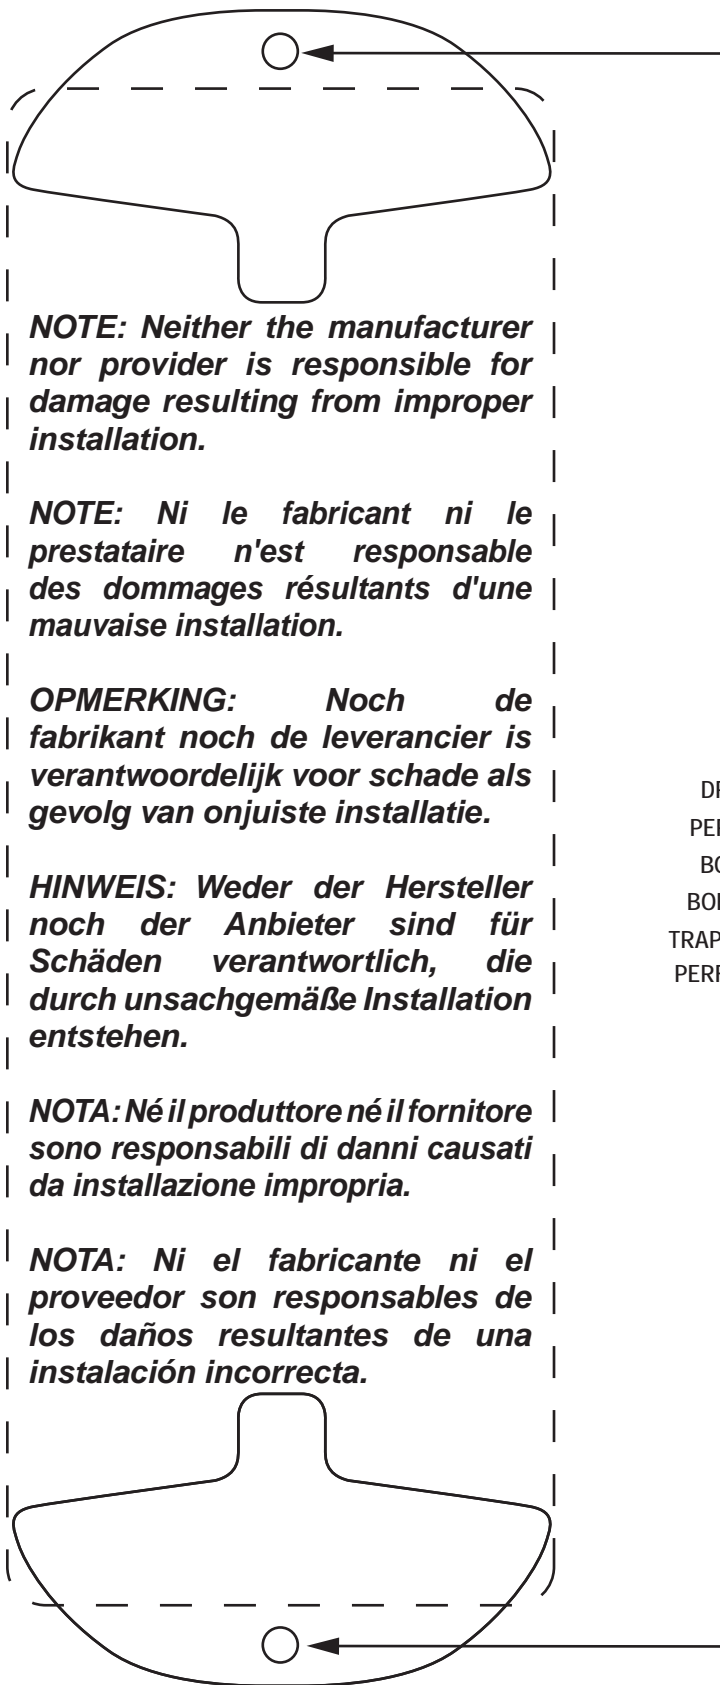 NOTE: Neither the manufacturer
nor provider is responsible for
damage resulting from improper
installation.
NOTE: Ni le fabricant ni le
prestataire n'est responsable
des dommages résultants d'une
mauvaise installation.
OPMERKING: Noch de
fabrikant noch de leverancier is
verantwoordelijk voor schade als
gevolg van onjuiste installatie.
HINWEIS: Weder der Hersteller
noch der Anbieter sind für
Schäden verantwortlich, die
durch unsachgemäße Installation
entstehen.
NOTA: Né il produttore né il fornitore
sono responsabili di danni causati
da installazione impropria.
NOTA: Ni el fabricante ni el
proveedor son responsables de
los daños resultantes de una
instalación incorrecta.
TRAP